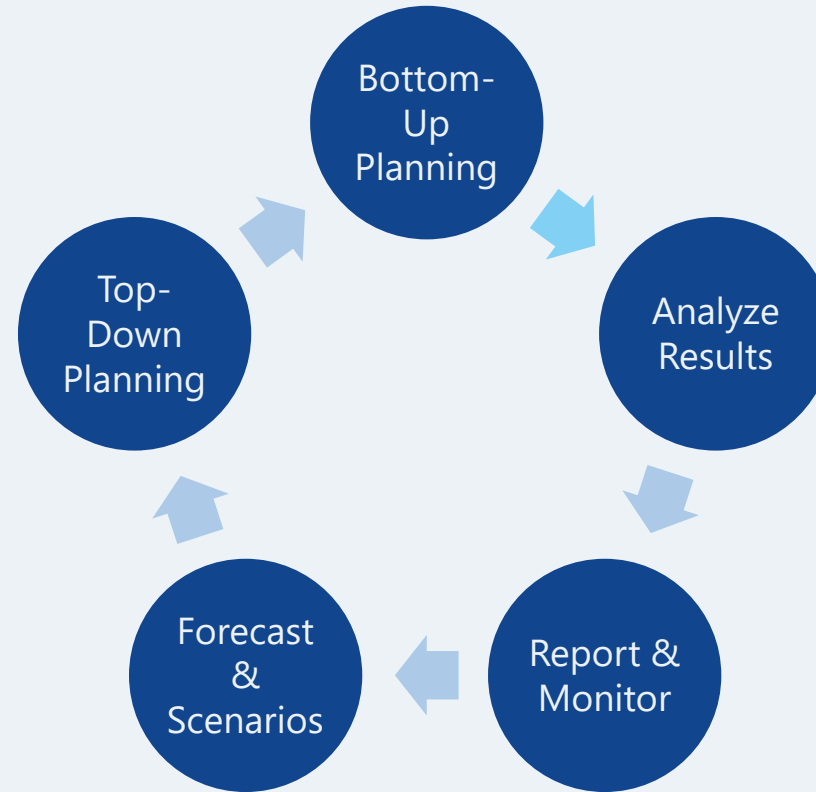 Bottom-
Up
Planning
Analyze
Results
Report &
Monitor
Forecast
&
Scenarios
Top-
Down
Planning